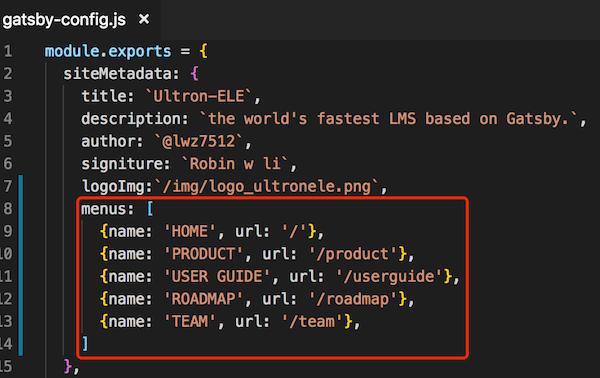 gatsby-config.js ×
1 module.exports = {
2 siteMetadata: {
3 title: `Ultron-ELE`,
4 description: `the world's fastest LMS based on Gatsby.`,
5 author: `@lwz7512`,
6 signiture: `Robin w li`,
7 logoImg:`/img/logo_ultronele.png`,
8 menus: [
9 {name: 'HOME', url: '/'},
10 {name: 'PRODUCT', url: '/product'},
11 {name: 'USER GUIDE', url: '/userguide'},
12 {name: 'ROADMAP', url: '/roadmap'},
13 {name: 'TEAM', url: '/team'},
14 ]
15 },